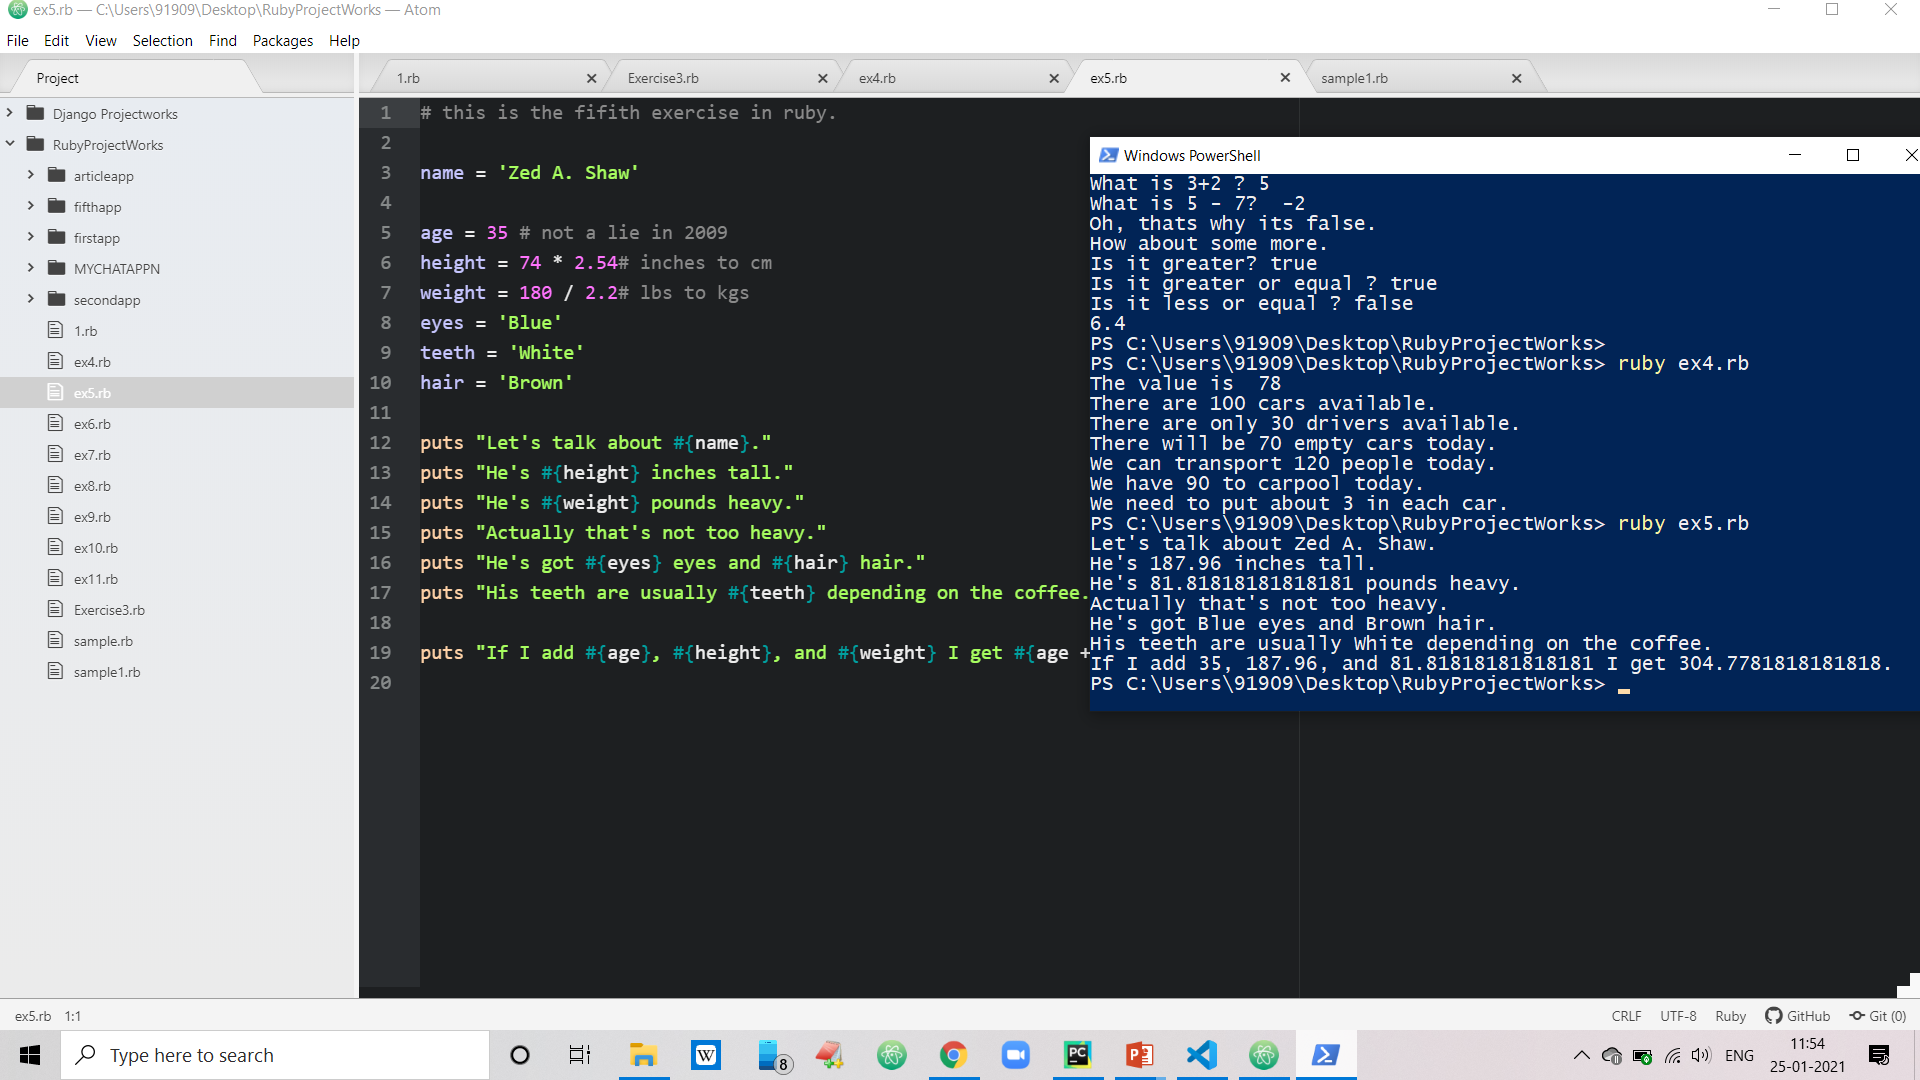 ex5.rb — C:\Users\91909\Desktop\RubyProjectWorks — Atom
File Edit View Selection Find Packages Help
Project
1.rb
Exercise3.rb
ex4.rb
ex5.rb
sample1.rb
Django Projectworks
RubyProjectWorks
articleapp
fifthapp
firstapp
MYCHATAPPN
secondapp
1.rb
ex4.rb
ex5.rb
ex6.rb
ex7.rb
ex8.rb
ex9.rb
ex10.rb
ex11.rb
Exercise3.rb
sample.rb
sample1.rb
1 # this is the fifith exercise in ruby.
2
3 name = 'Zed A. Shaw'
4
5 age = 35 # not a lie in 2009
6 height = 74 * 2.54# inches to cm
7 weight = 180 / 2.2# lbs to kgs
8 eyes = 'Blue'
9 teeth = 'White'
10 hair = 'Brown'
11
12 puts "Let's talk about #{name}."
13 puts "He's #{height} inches tall."
14 puts "He's #{weight} pounds heavy."
15 puts "Actually that's not too heavy."
16 puts "He's got #{eyes} eyes and #{hair} hair."
17 puts "His teeth are usually #{teeth} depending on the coffee.
18
19 puts "If I add #{age}, #{height}, and #{weight} I get #{age +
20
Windows PowerShell
What is 3+2 ? 5
What is 5 - 7?  -2
Oh, thats why its false.
How about some more.
Is it greater? true
Is it greater or equal ? true
Is it less or equal ? false
6.4
PS C:\Users\91909\Desktop\RubyProjectWorks>
PS C:\Users\91909\Desktop\RubyProjectWorks> ruby ex4.rb
The value is  78
There are 100 cars available.
There are only 30 drivers available.
There will be 70 empty cars today.
We can transport 120 people today.
We have 90 to carpool today.
We need to put about 3 in each car.
PS C:\Users\91909\Desktop\RubyProjectWorks> ruby ex5.rb
Let's talk about Zed A. Shaw.
He's 187.96 inches tall.
He's 81.81818181818181 pounds heavy.
Actually that's not too heavy.
He's got Blue eyes and Brown hair.
His teeth are usually White depending on the coffee.
If I add 35, 187.96, and 81.81818181818181 I get 304.7781818181818.
PS C:\Users\91909\Desktop\RubyProjectWorks>
ex5.rb 1:1
CRLF UTF-8 Ruby GitHub Git (0)
Type here to search
W
8
PC
P
ENG
11:54
25-01-2021